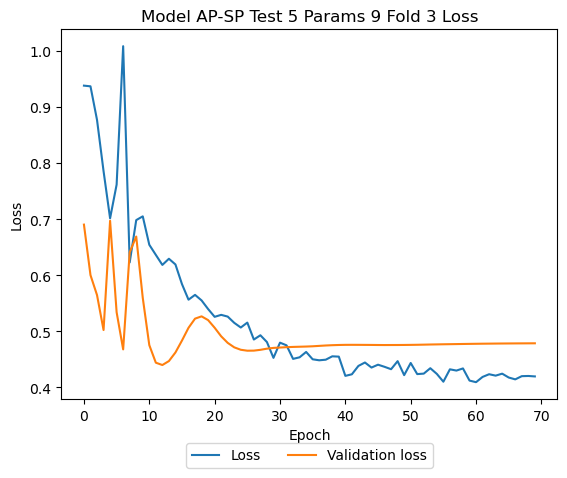 Model AP-SP Test 5 Params 9 Fold 3 Loss
1.0
0.9
0.8
0.7
0.6
0.5
0.4
Loss
0 10 20 30 40 50 60 70
Epoch
Loss Validation loss